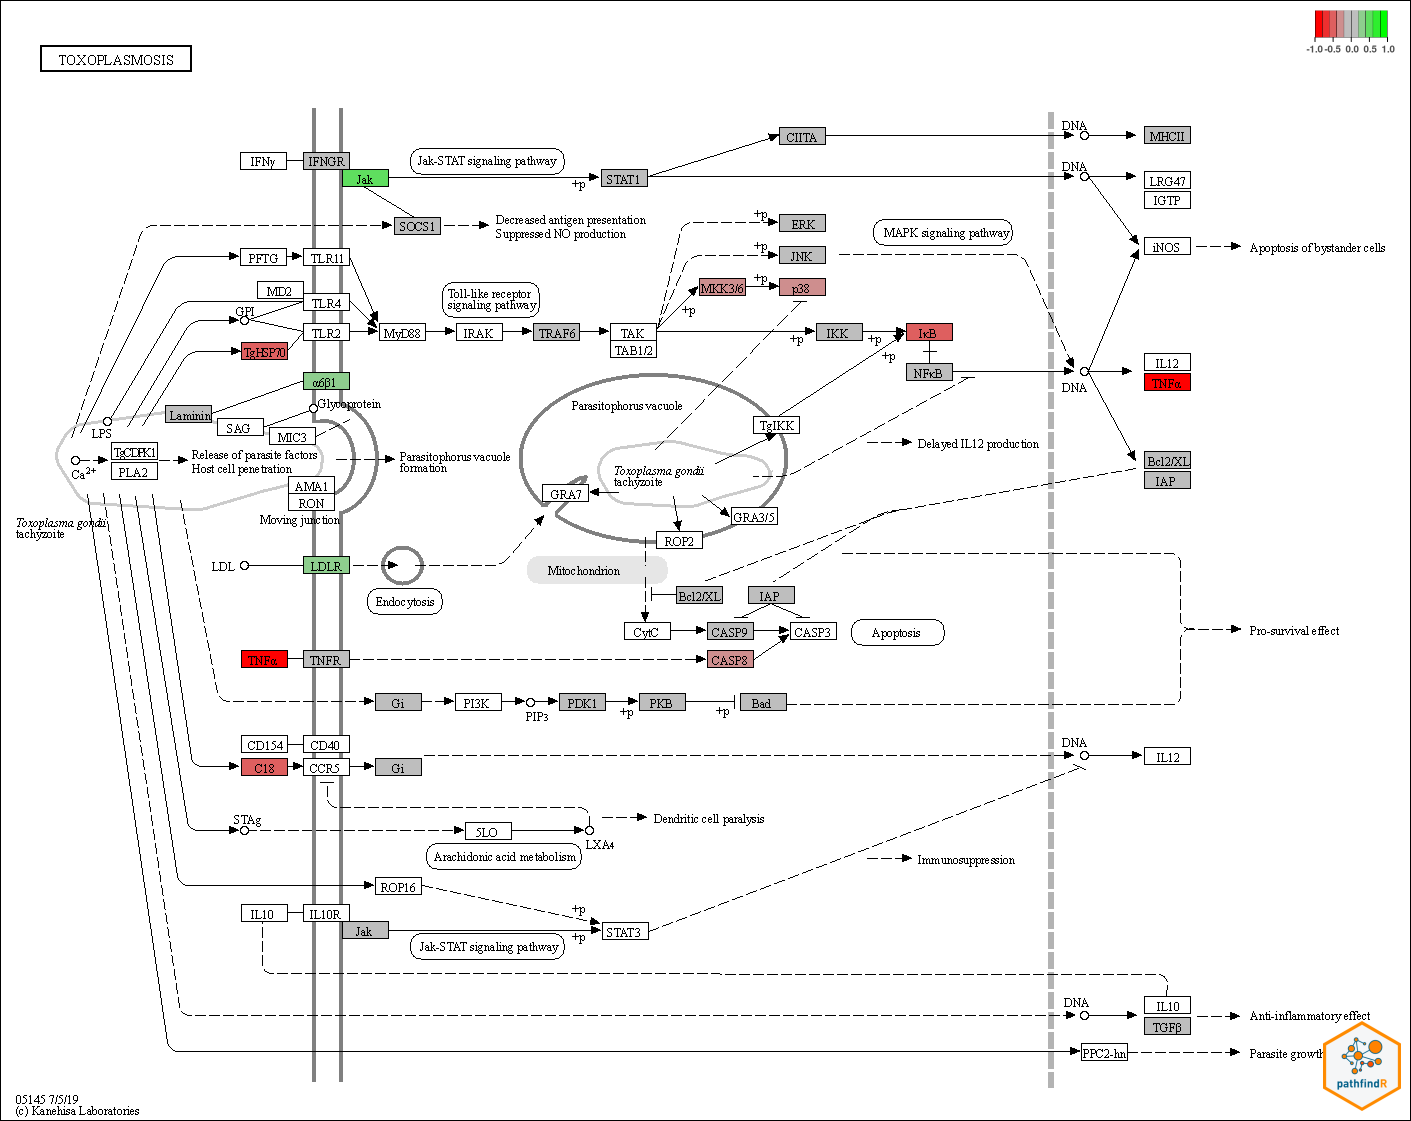 TOXOPLASMOSIS
-1.0 -0.5 0.0 0.5 1.0
IFNγ
IFNGR
Jak
Jak-STAT signaling pathway
+p
STAT1
CIITA
DNA
MHCII
DNA
LRG47
IGTP
SOCS1
Decreased antigen presentation
Suppressed NO production
+p
ERK
MAPK signaling pathway
iNOS
Apoptosis of bystander cells
PFTG
TLR11
+p
JNK
MD2
TLR4
Toll-like receptor
signaling pathway
MKK3/6
+p
p38
+p
GPI
TLR2
MyD88
IRAK
TRAF6
TAK
TAB1/2
+p
IKK
+p
IκB
+p
NFκB
TgHSP70
IL12
TNFα
DNA
α6β1
Laminin
Glycoprotein
SAG
MIC3
LPS
Parasitophorus vacuole
TgIKK
Delayed IL12 production
Ca2+
TgCDPK1
PLA2
Release of parasite factors
Host cell penetration
Parasitophorus vacuole
formation
Toxoplasma gondii
tachyzoite
Bcl2/XL
IAP
AMA1
RON
Moving junction
GRA7
GRA3/5
ROP2
Toxoplasma gondii
tachyzoite
LDL
LDLR
Endocytosis
Mitochondrion
Bcl2/XL
IAP
CytC
CASP9
CASP3
Apoptosis
Pro-survival effect
TNFα
TNFR
CASP8
Gi
PI3K
PIP3
PDK1
+p
PKB
+p
Bad
CD154
CD40
C18
CCR5
Gi
DNA
IL12
STAg
5LO
LXA4
Dendritic cell paralysis
Arachidonic acid metabolism
Immunosuppression
ROP16
IL10
IL10R
Jak
+p
+p
STAT3
Jak-STAT signaling pathway
DNA
IL10
TGFβ
Anti-inflammatory effect
PPC2-hn
Parasite growth
pathfindR
05145 7/5/19
(c) Kanehisa Laboratories